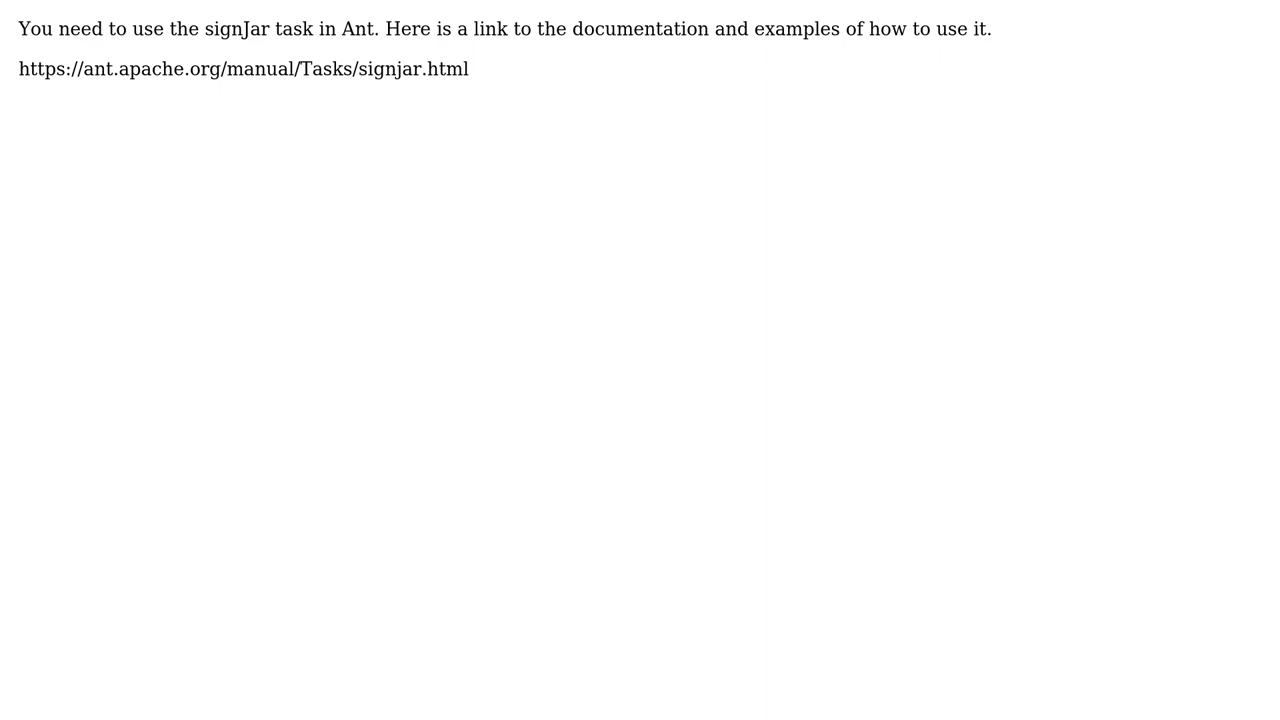 You need to use the signJar task in Ant. Here is a link to the documentation and examples of how to use it.
https://ant.apache.org/manual/Tasks/signjar.html